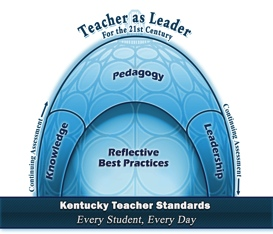 Teacher as Leader
For the 21st Century
Pedagogy
Continuing Assessment
Knowledge
Leadership
Continuing Assessment
Reflective
Best Practices
Kentucky Teacher Standards
Every Student, Every Day